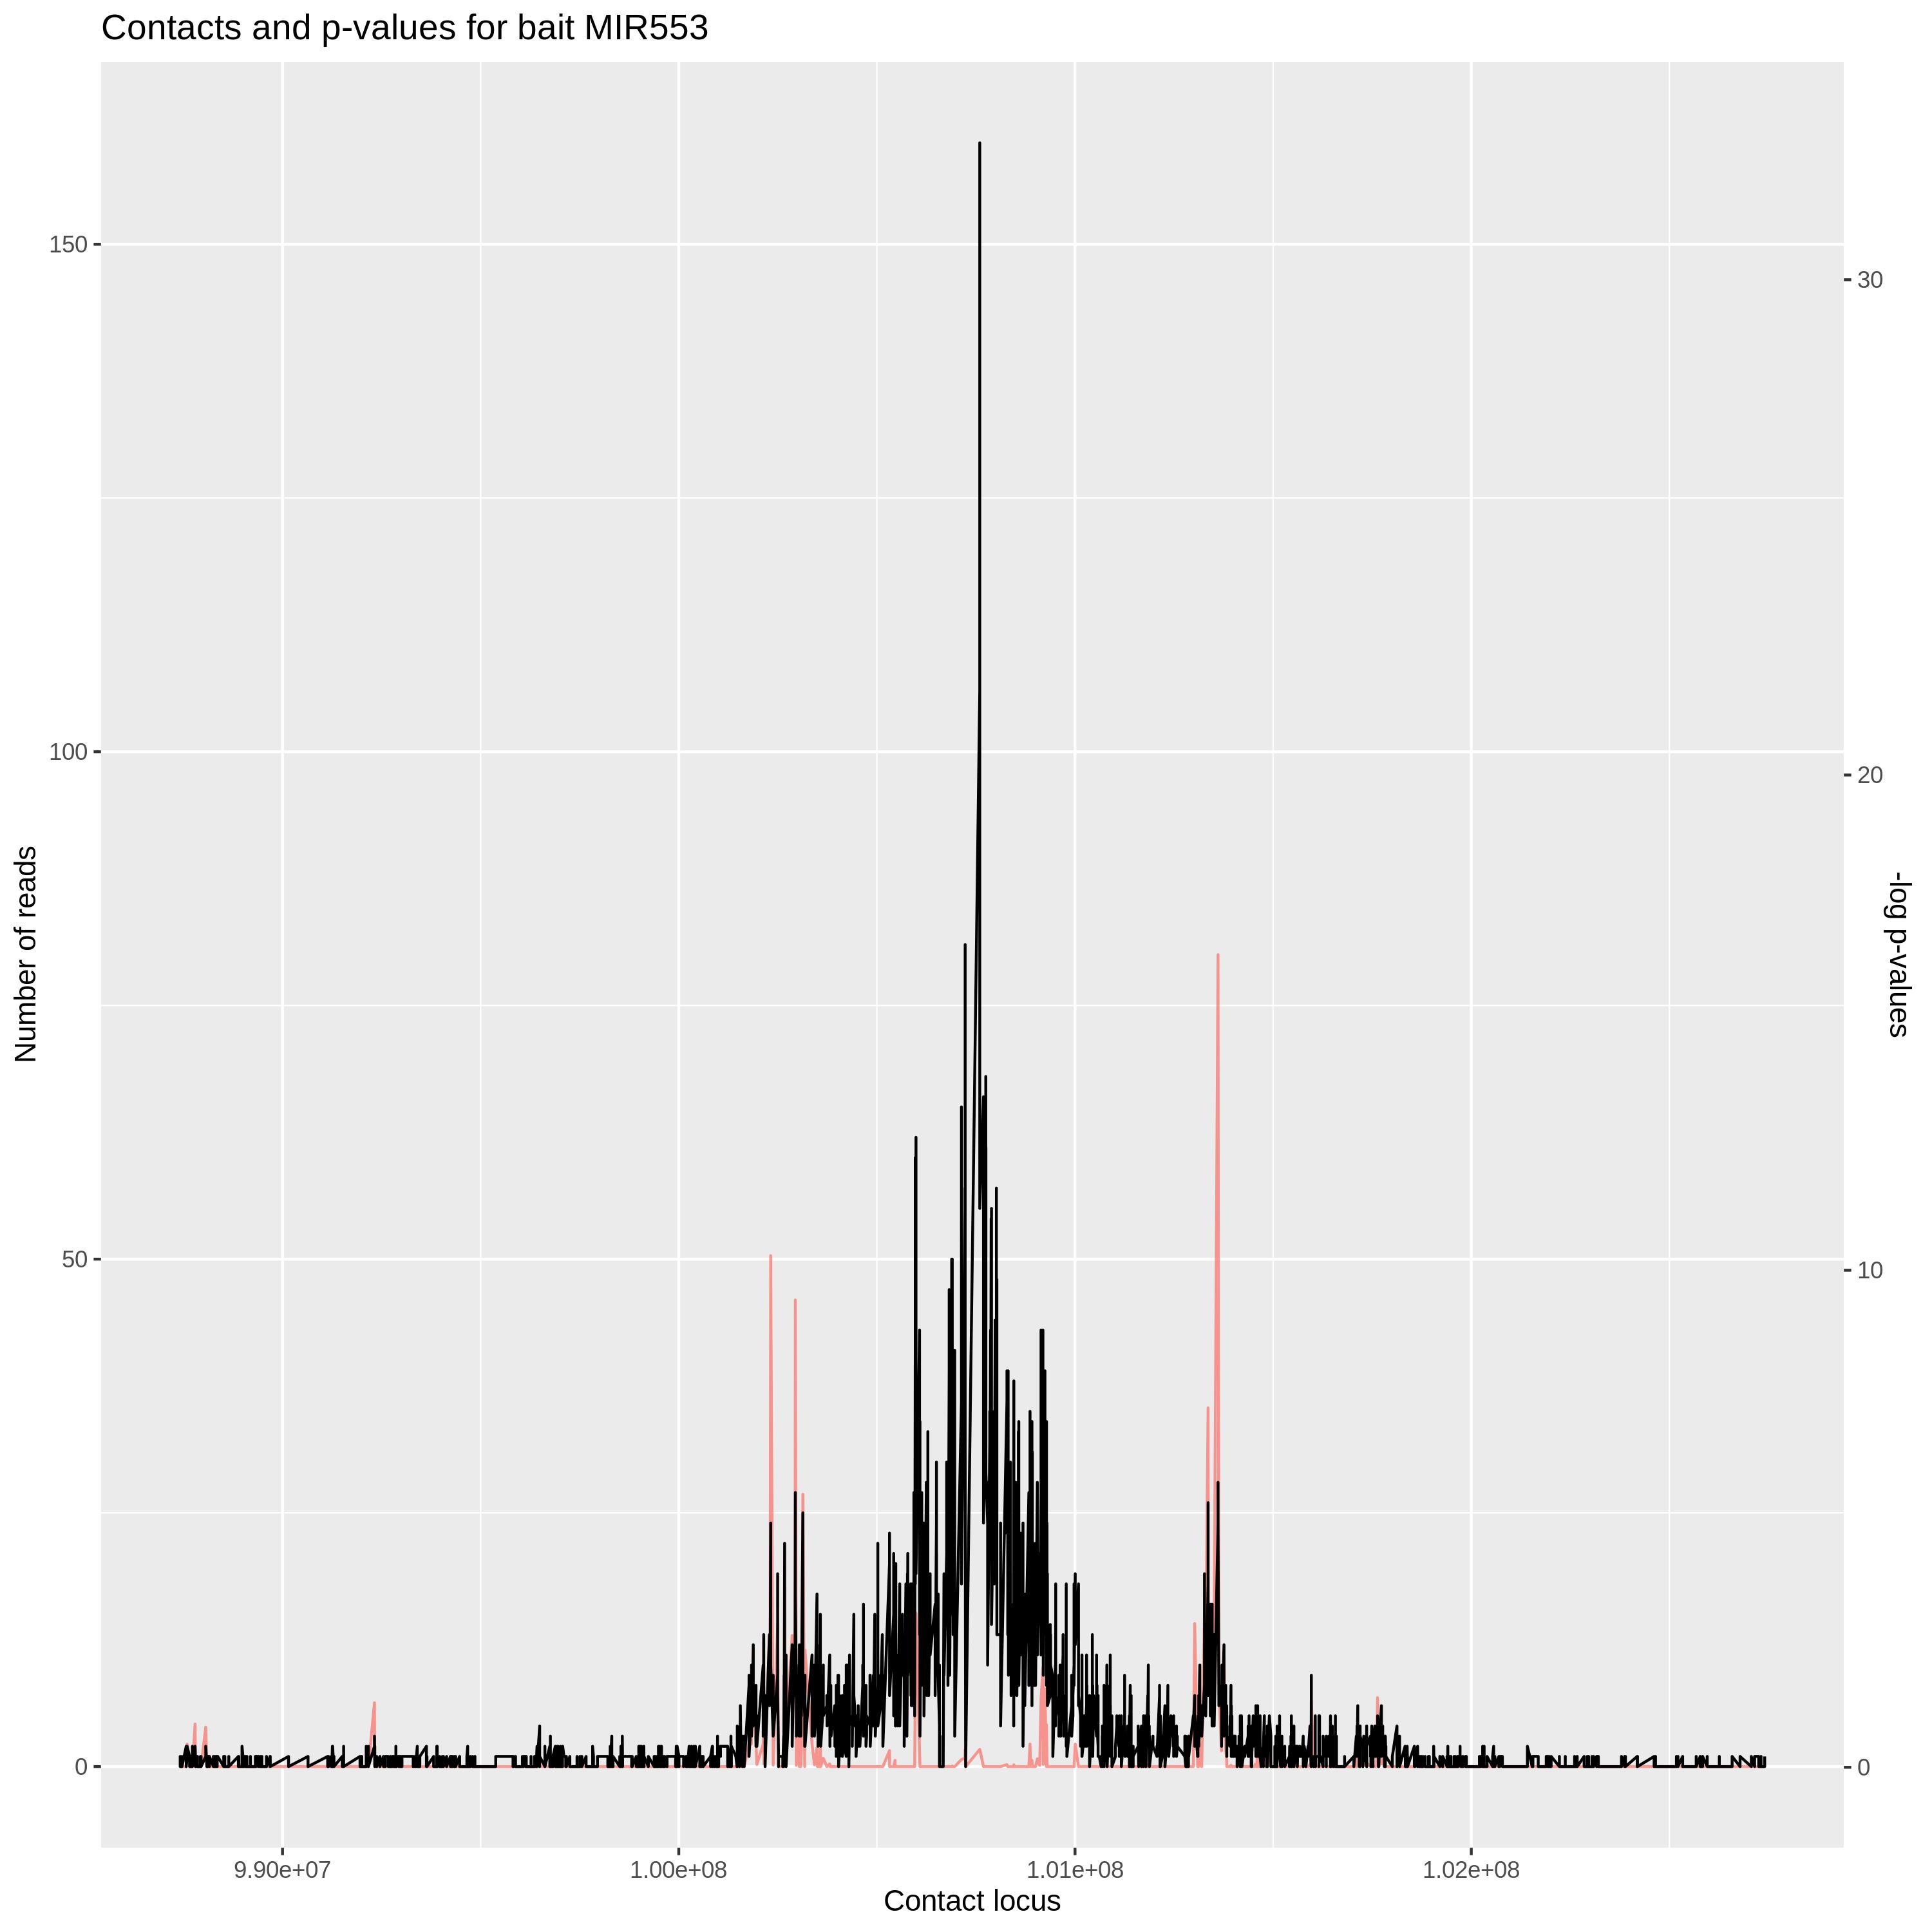 Contacts and p-values for bait MIR553
150
100
50
0
30
20
10
0
Number of reads
-log p-values
9.90e+07 1.00e+08 1.01e+08 1.02e+08
Contact locus